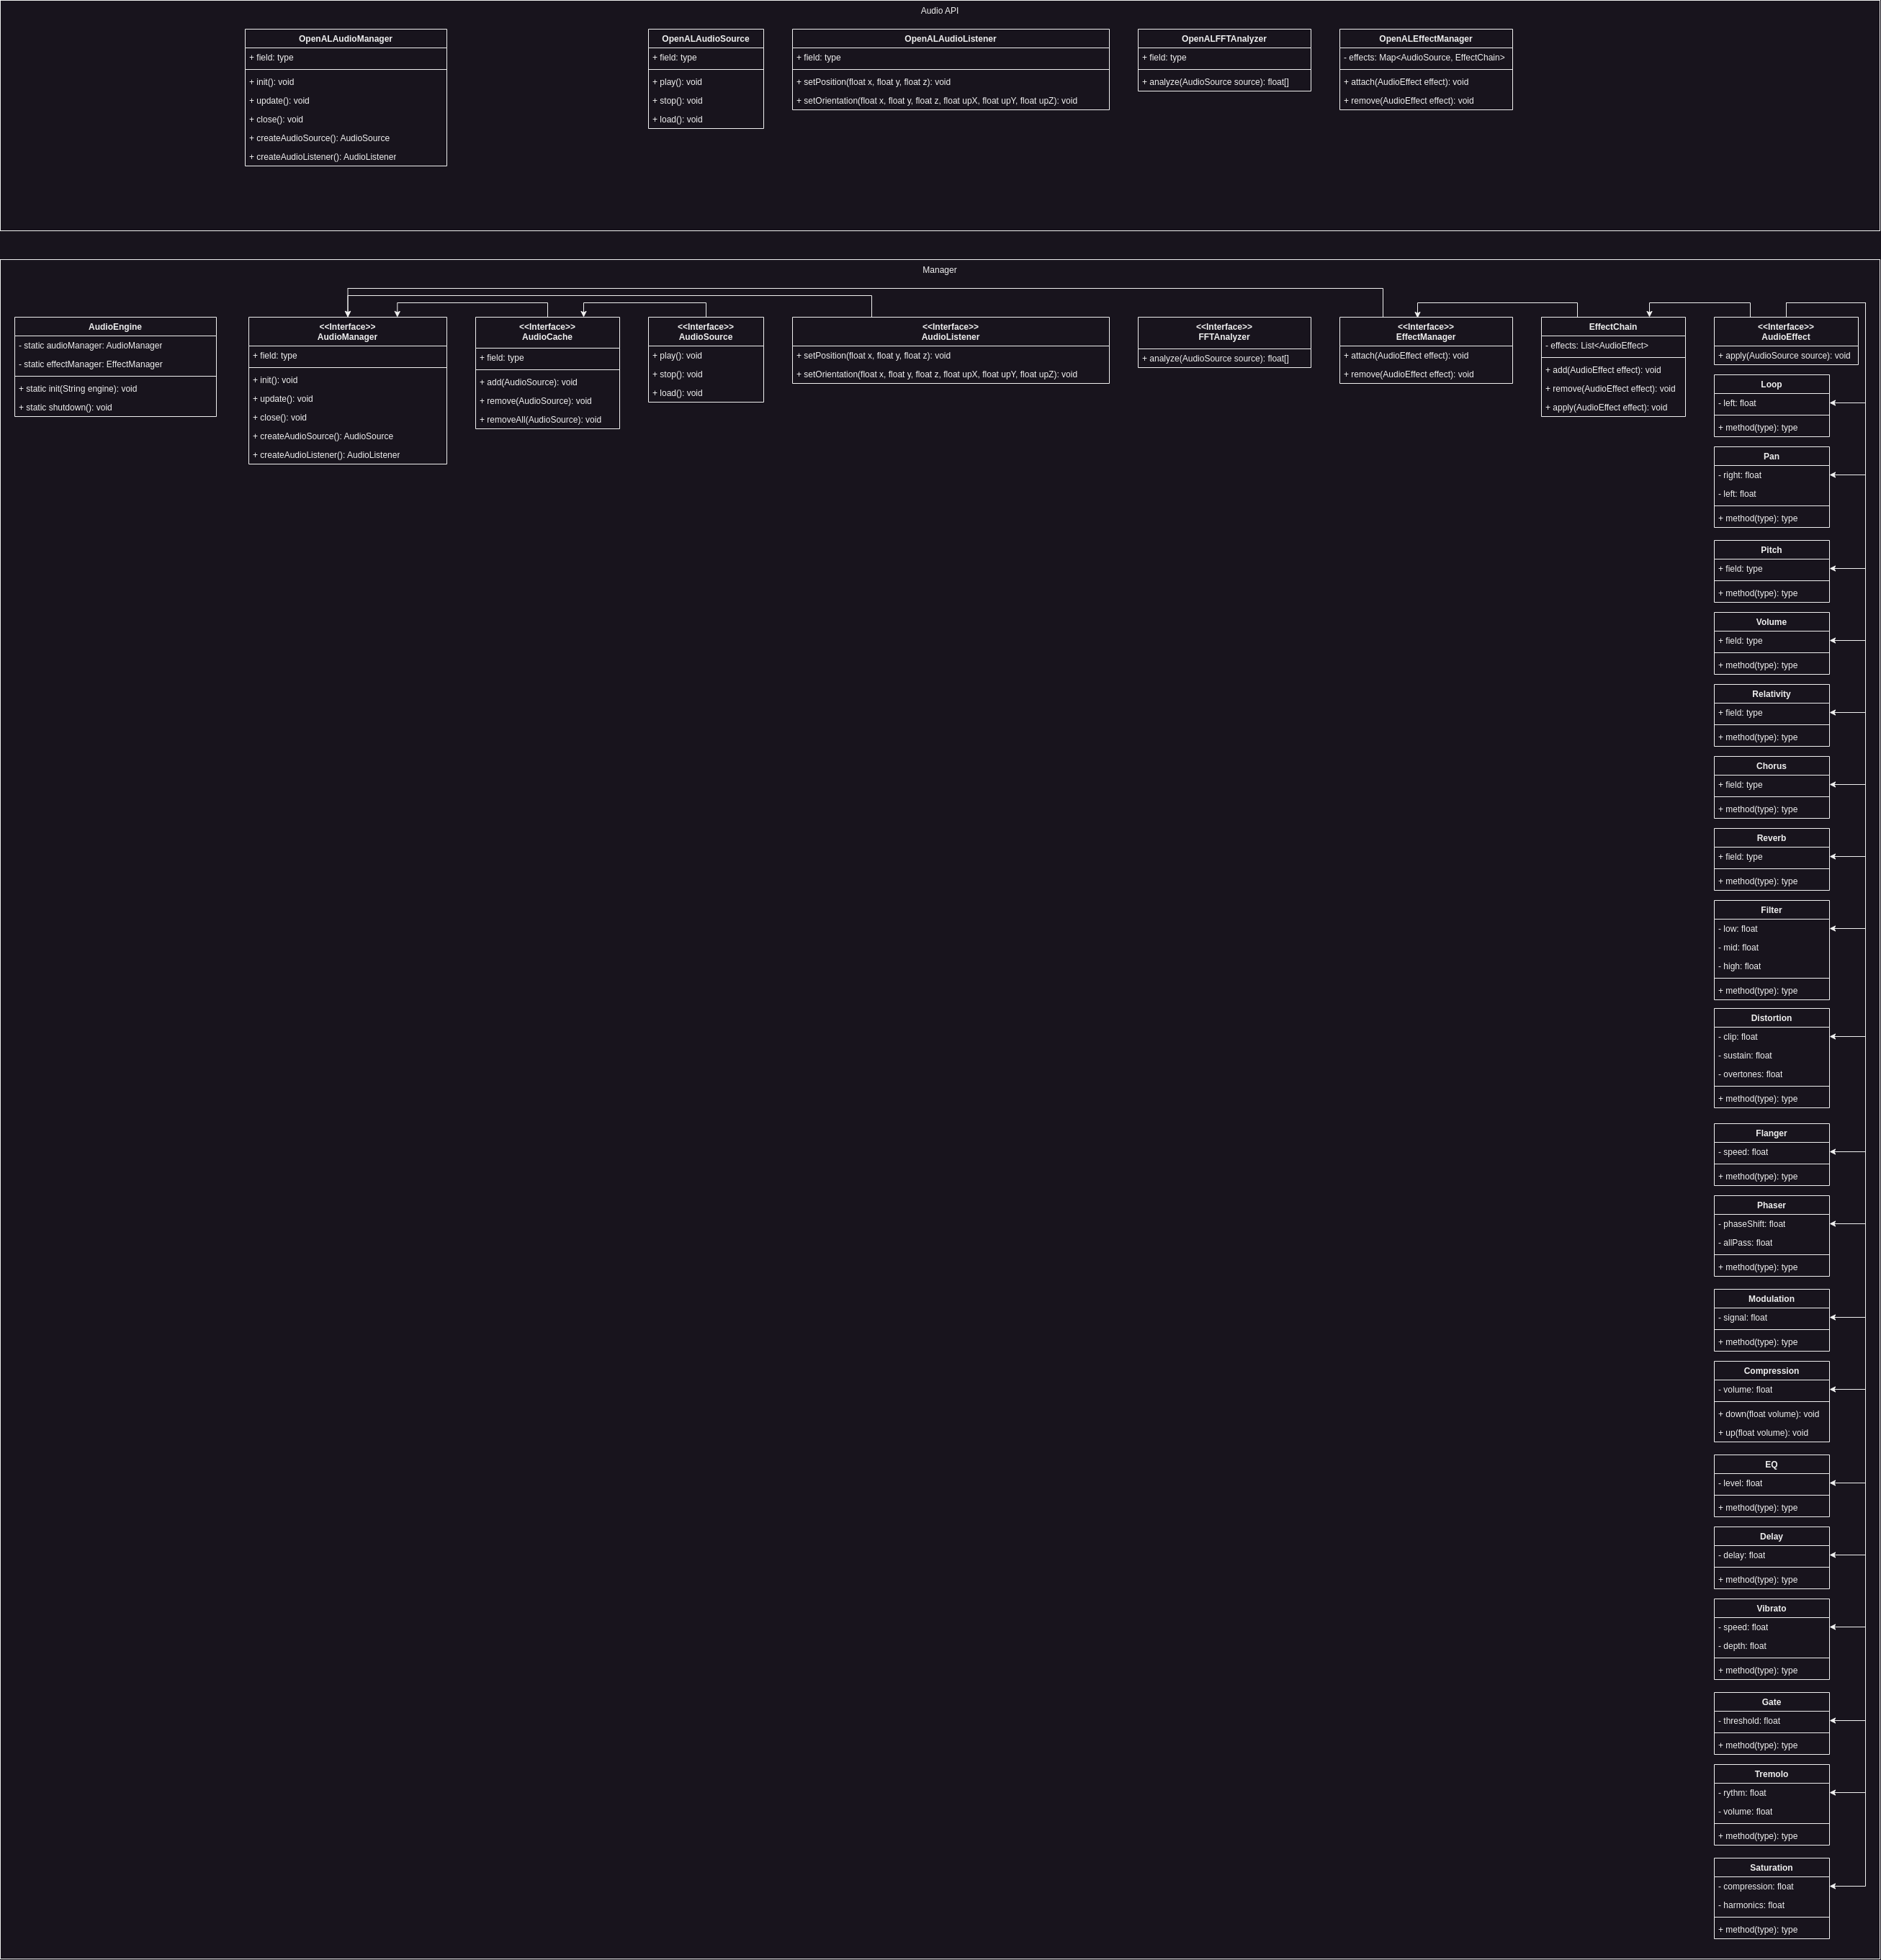 Audio API
OpenALAudioManager
+ field: type
+ init(): void
+ update(): void
+ close(): void
+ createAudioSource(): AudioSource
+ createAudioListener(): AudioListener
OpenALAudioSource
+ field: type
+ play(): void
+ stop(): void
+ load(): void
OpenALAudioListener
+ field: type
+ setPosition(float x, float y, float z): void
+ setOrientation(float x, float y, float z, float upX, float upY, float upZ): void
OpenALFFTAnalyzer
+ field: type
+ analyze(AudioSource source): float[]
OpenALEffectManager
- effects: Map<AudioSource, EffectChain>
+ attach(AudioEffect effect): void
+ remove(AudioEffect effect): void
Manager
AudioEngine
- static audioManager: AudioManager
- static effectManager: EffectManager
+ static init(String engine): void
+ static shutdown(): void
<<Interface>>
AudioManager
+ field: type
+ init(): void
+ update(): void
+ close(): void
+ createAudioSource(): AudioSource
+ createAudioListener(): AudioListener
<<Interface>>
AudioCache
+ field: type
+ add(AudioSource): void
+ remove(AudioSource): void
+ removeAll(AudioSource): void
<<Interface>>
AudioSource
+ play(): void
+ stop(): void
+ load(): void
<<Interface>>
AudioListener
+ setPosition(float x, float y, float z): void
+ setOrientation(float x, float y, float z, float upX, float upY, float upZ): void
<<Interface>>
FFTAnalyzer
+ analyze(AudioSource source): float[]
<<Interface>>
EffectManager
+ attach(AudioEffect effect): void
+ remove(AudioEffect effect): void
EffectChain
- effects: List<AudioEffect>
+ add(AudioEffect effect): void
+ remove(AudioEffect effect): void
+ apply(AudioEffect effect): void
<<Interface>>
AudioEffect
+ apply(AudioSource source): void
Loop
- left: float
+ method(type): type
Pan
- right: float
- left: float
+ method(type): type
Pitch
+ field: type
+ method(type): type
Volume
+ field: type
+ method(type): type
Relativity
+ field: type
+ method(type): type
Chorus
+ field: type
+ method(type): type
Reverb
+ field: type
+ method(type): type
Filter
- low: float
- mid: float
- high: float
+ method(type): type
Distortion
- clip: float
- sustain: float
- overtones: float
+ method(type): type
Flanger
- speed: float
+ method(type): type
Phaser
- phaseShift: float
- allPass: float
+ method(type): type
Modulation
- signal: float
+ method(type): type
Compression
- volume: float
+ down(float volume): void
+ up(float volume): void
EQ
- level: float
+ method(type): type
Delay
- delay: float
+ method(type): type
Vibrato
- speed: float
- depth: float
+ method(type): type
Gate
- threshold: float
+ method(type): type
Tremolo
- rythm: float
- volume: float
+ method(type): type
Saturation
- compression: float
- harmonics: float
+ method(type): type